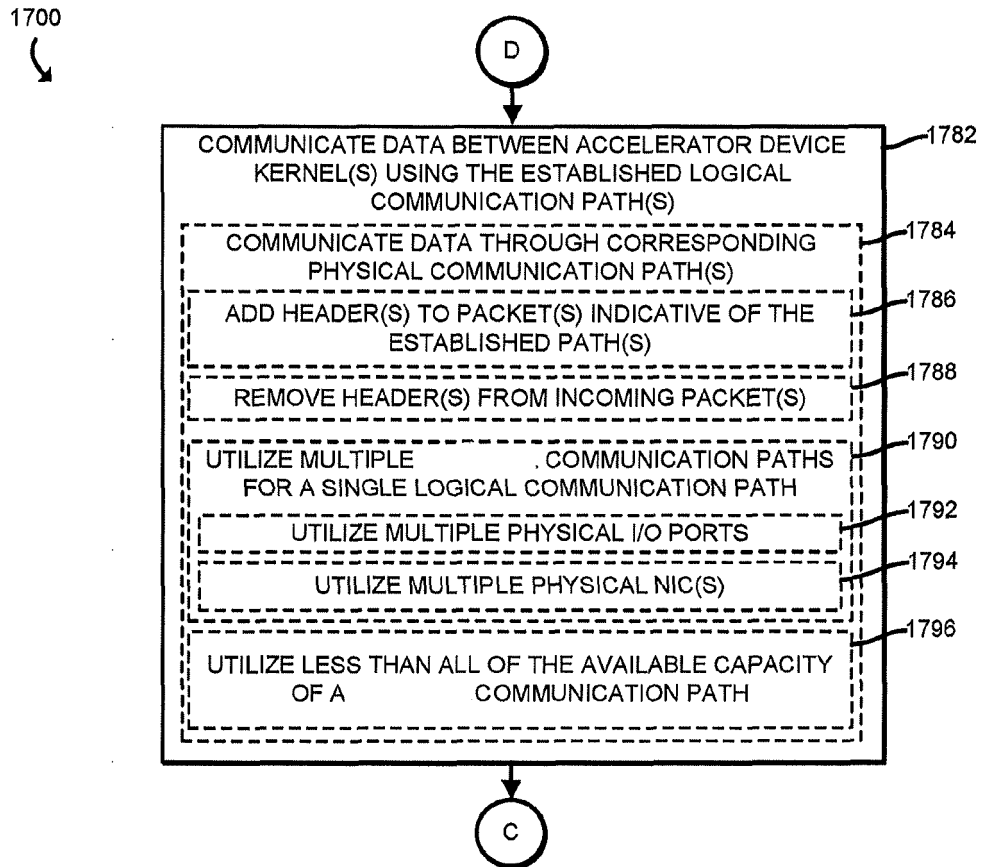 1700
D
COMMUNICATE DATA BETWEEN ACCELERATOR DEVICE
KERNEL(S) USING THE ESTABLISHED LOGICAL
COMMUNICATION PATH(S)
1782
COMMUNICATE DATA THROUGH CORRESPONDING
PHYSICAL COMMUNICATION PATH(S)
1784
ADD HEADER(S) TO PACKET(S) INDICATIVE OF THE
ESTABLISHED PATH(S)
1786
REMOVE HEADER(S) FROM INCOMING PACKET(S)
1788
UTILIZE MULTIPLE . COMMUNICATION PATHS
FOR A SINGLE LOGICAL COMMUNICATION PATH
1790
UTILIZE MULTIPLE PHYSICAL I/O PORTS
1792
UTILIZE MULTIPLE PHYSICAL NIC(S)
1794
UTILIZE LESS THAN ALL OF THE AVAILABLE CAPACITY
OF A COMMUNICATION PATH
1796
C